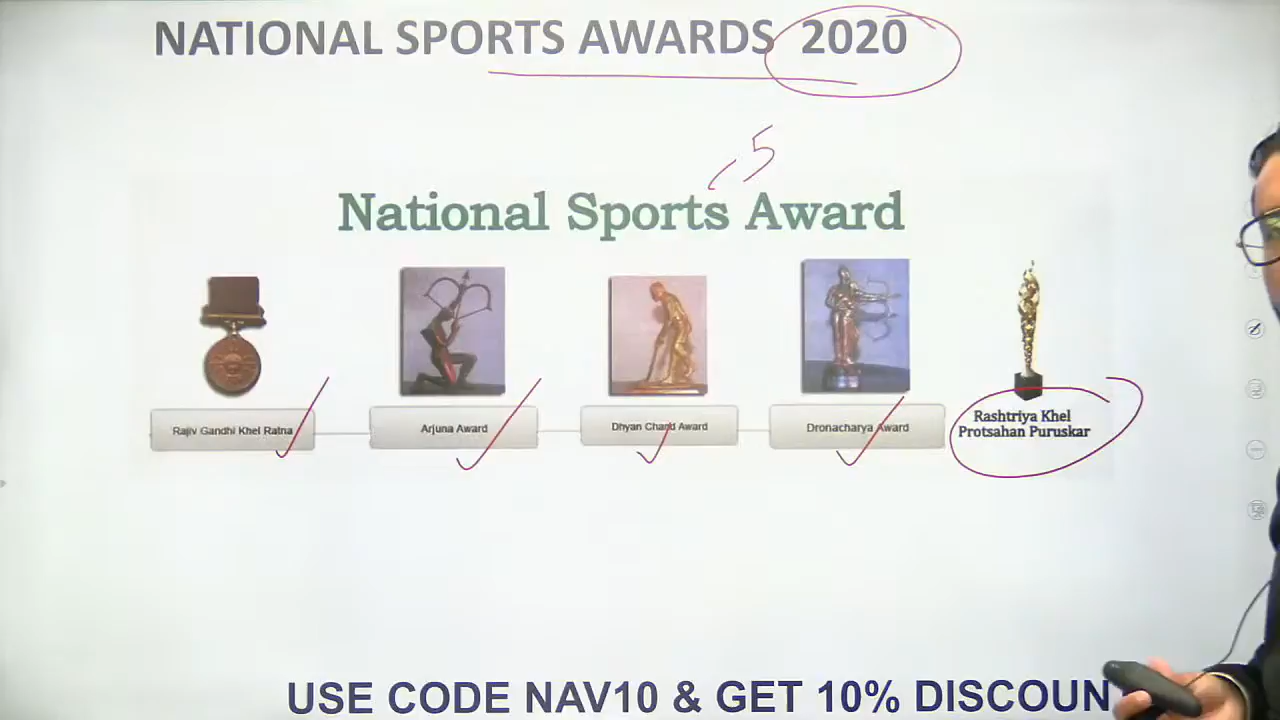 NATIONAL SPORTS AWARDS 2020
5
National Sports Award
Rajiv Gandhi Khel Ratna
Arjuna Award
Dhyan Chand Award
Dronacharya Award
Rashtriya Khel
Protsahan Puruskar
USE CODE NAV10 & GET 10% DISCOUN